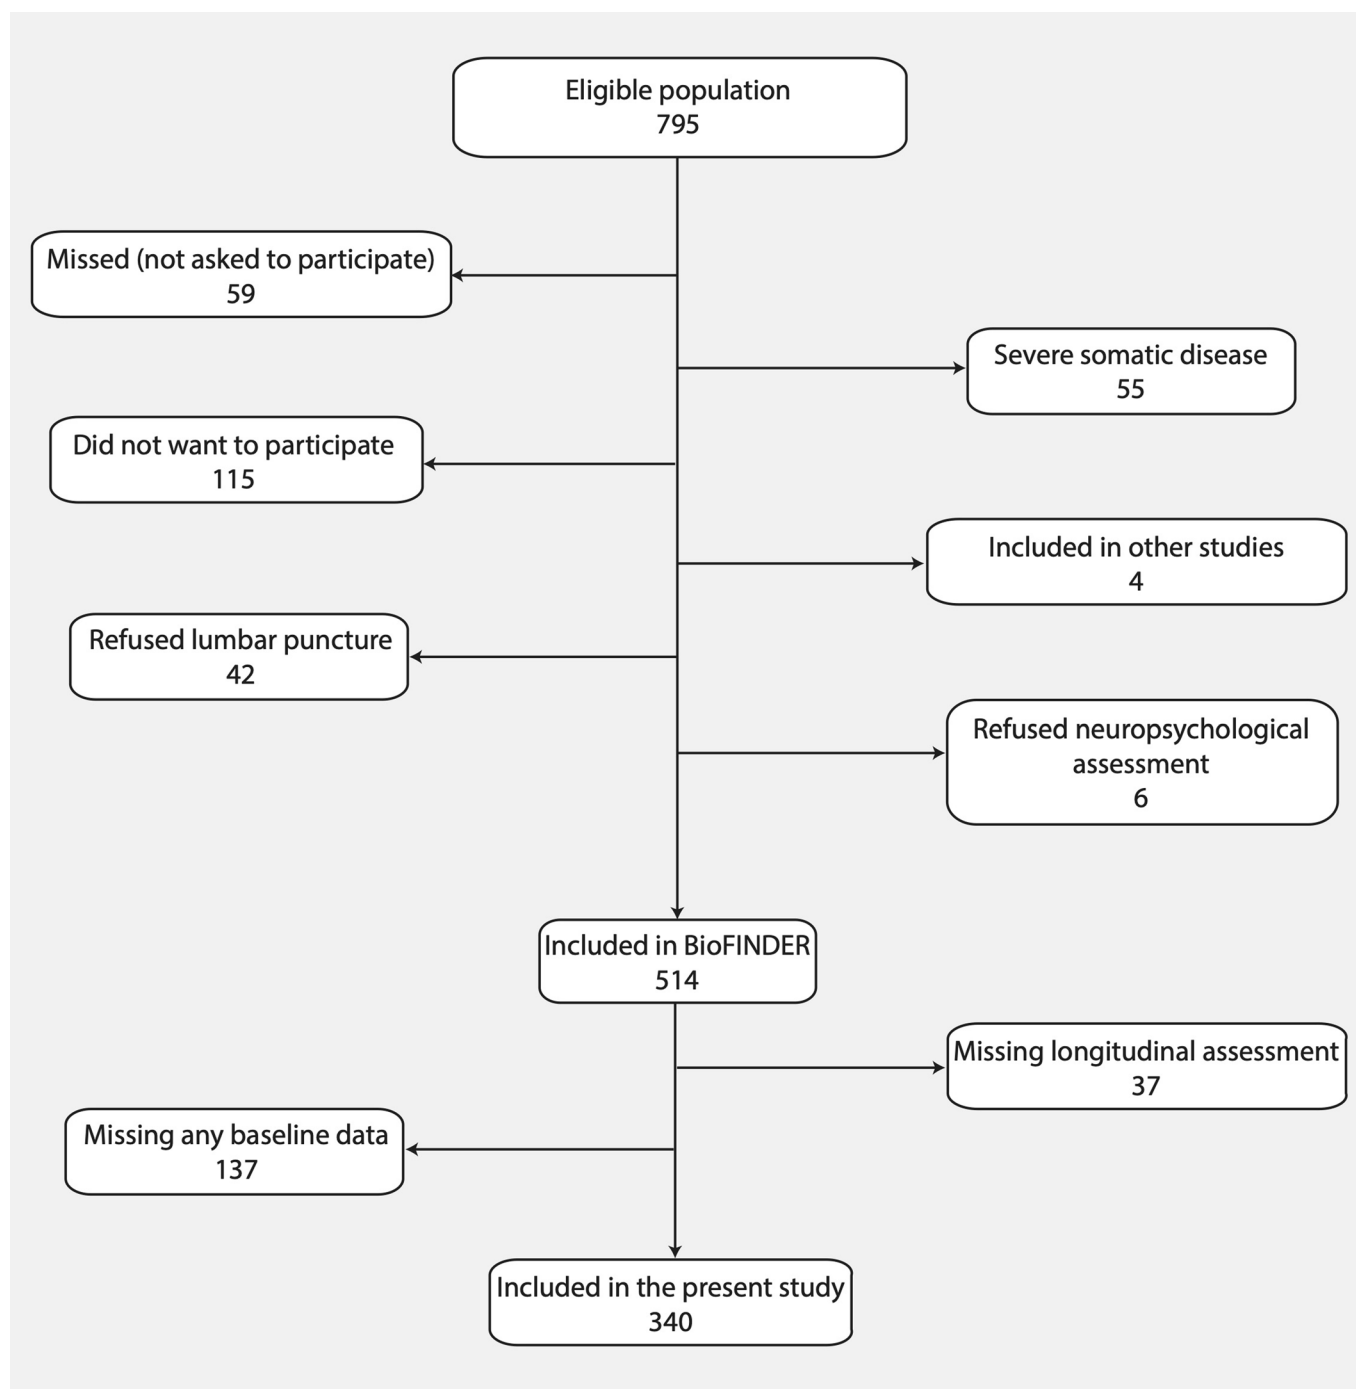 Eligible population
795
Missed (not asked to participate)
59
Severe somatic disease
55
Did not want to participate
115
Included in other studies
4
Refused lumbar puncture
42
Refused neuropsychological
assessment
6
Included in BioFINDER
514
Missing longitudinal assessment
37
Missing any baseline data
137
Included in the present study
340